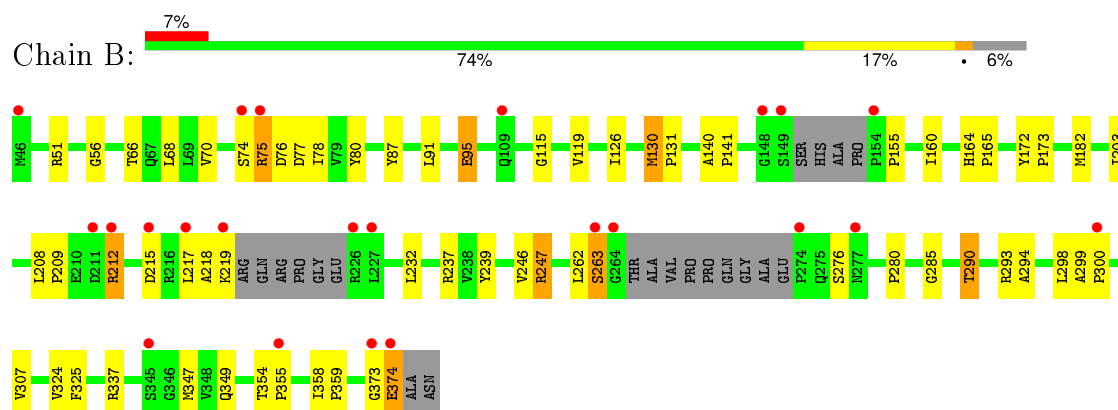 7%
Chain B:
74% 17% • 6%
M46 R51 G56 T66 Q67 L68 L69 V70 S74 R75 D76 D77 I78 V79 Y80 Y87 L91 E95 Q109 G115 V119 I126 M130 P131 A140 P141 G148 S149 SER HIS ALA PRO P154 P155 I160 H164 P165 Y172 P173 M182
L208 P209 E210 D211 R212 D215 R216 L217 A218 K219 ARG GLN ARG PRO GLY GLU R226 L227 L232 R237 V238 Y239 V246 R247 L262 S263 G264 THR ALA VAL PRO PRO GLN GLY ALA GLU P274 Q275 S276 N277 P280 G285 T290 R293 A294 L298 A299 P300
V307 V324 F325 R337 S345 G346 M347 V348 Q349 T354 P355 I358 P359 G373 E374 ALA ASN